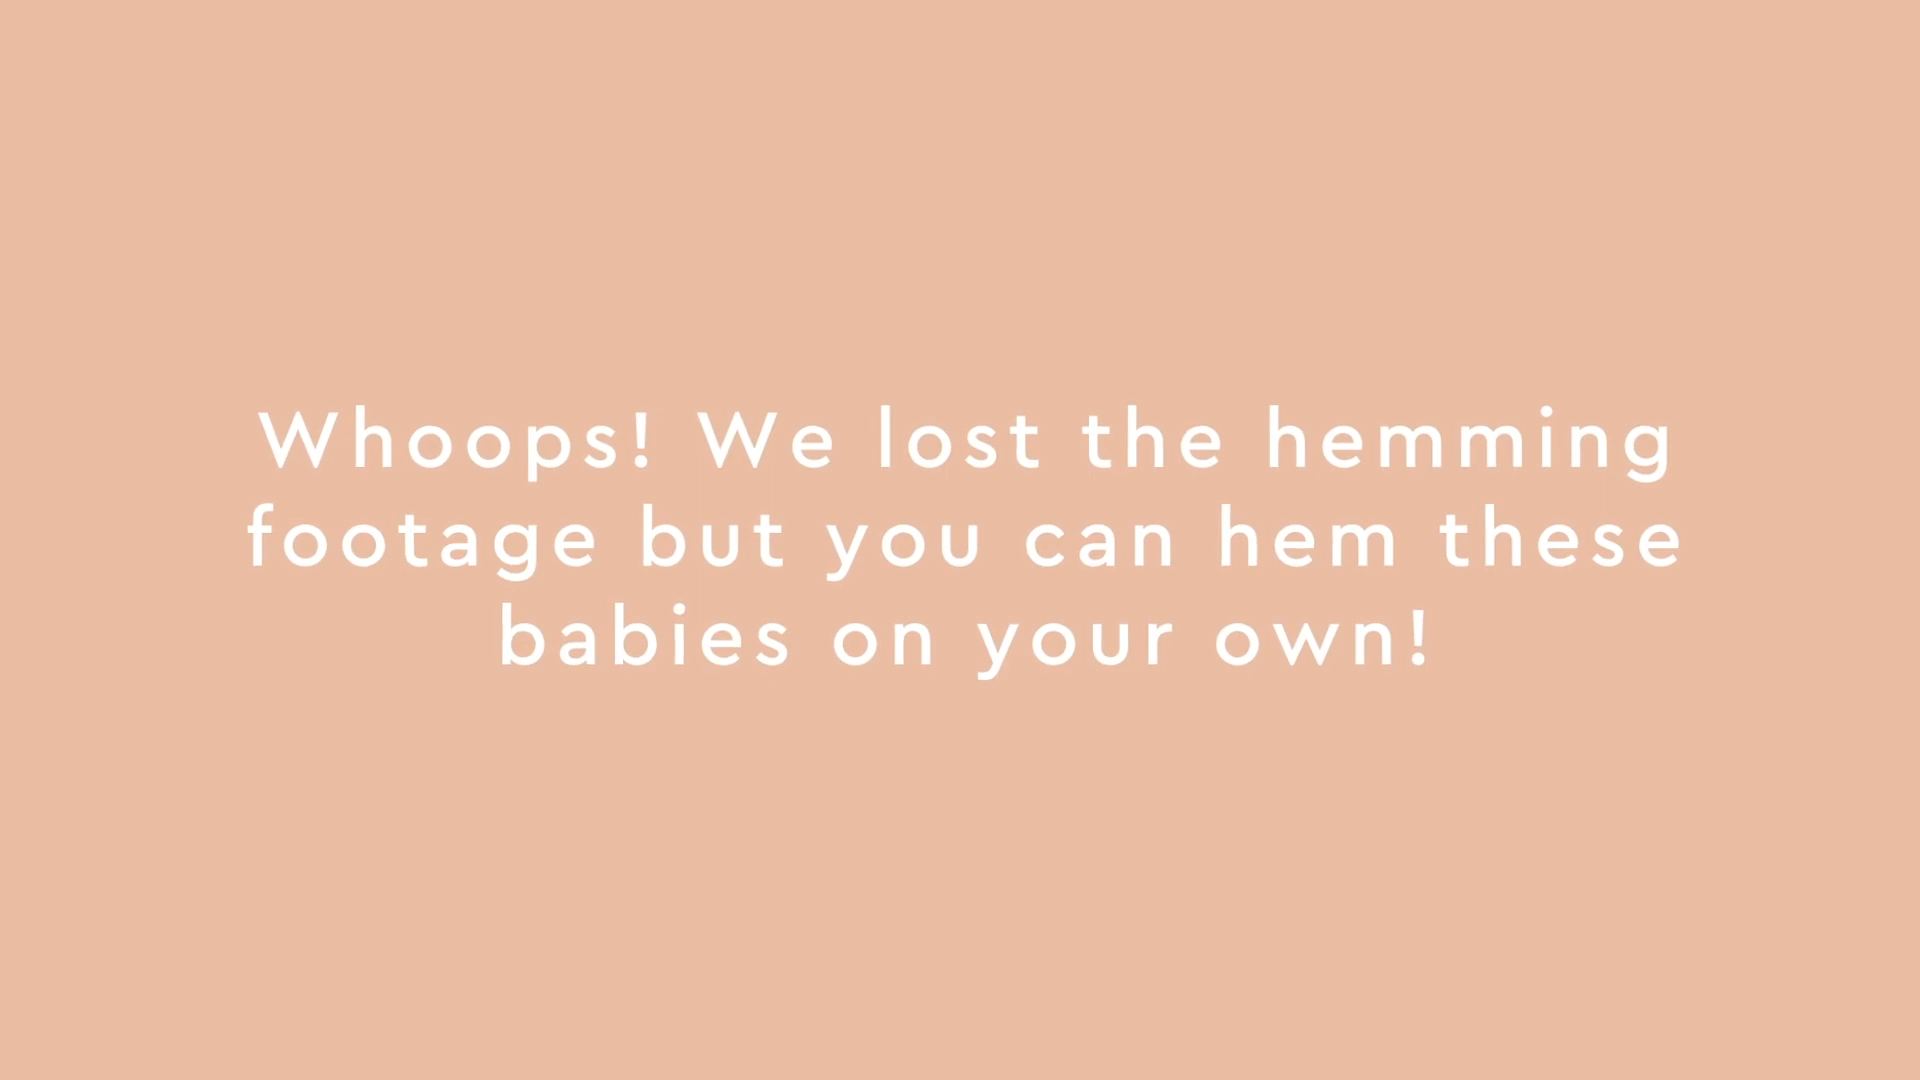 Whoops! We lost the hemming
footage but you can hem these
babies on your own!